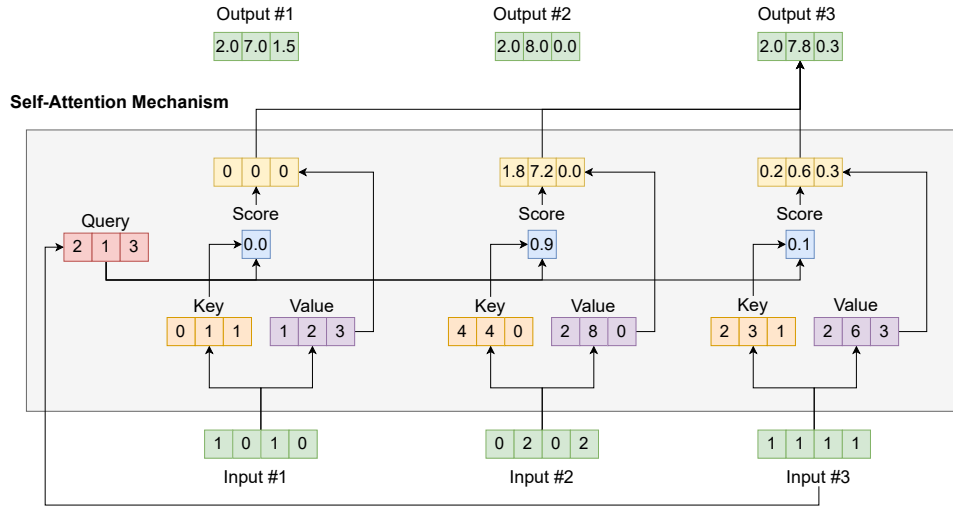 Output #1 Output #2 Output #3
2.0 7.0 1.5 2.0 8.0 0.0 2.0 7.8 0.3
Self-Attention Mechanism
0 0 0 1.8 7.2 0.0 0.2 0.6 0.3
Query Score Score Score
2 1 3 0.0 0.9 0.1
Key Value Key Value Key Value
0 1 1 1 2 3 4 4 0 2 8 0 2 3 1 2 6 3
1 0 1 0 0 2 0 2 1 1 1 1
Input #1 Input #2 Input #3